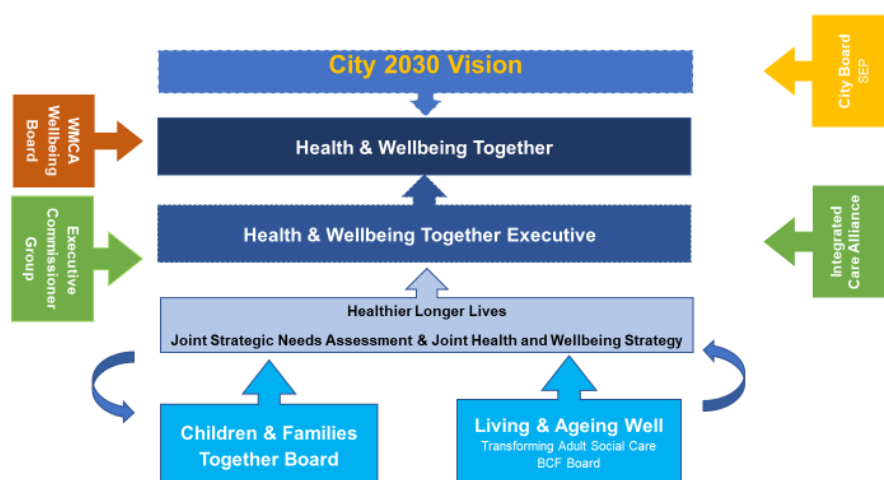 City 2030 Vision
City Board
SEP
WMCA
Wellbeing
Board
Health & Wellbeing Together
Executive
Commissioner
Group
Health & Wellbeing Together Executive
Integrated
Care Alliance
Healthier Longer Lives
Joint Strategic Needs Assessment & Joint Health and Wellbeing Strategy
Children & Families
Together Board
Living & Ageing Well
Transforming Adult Social Care
BCF Board